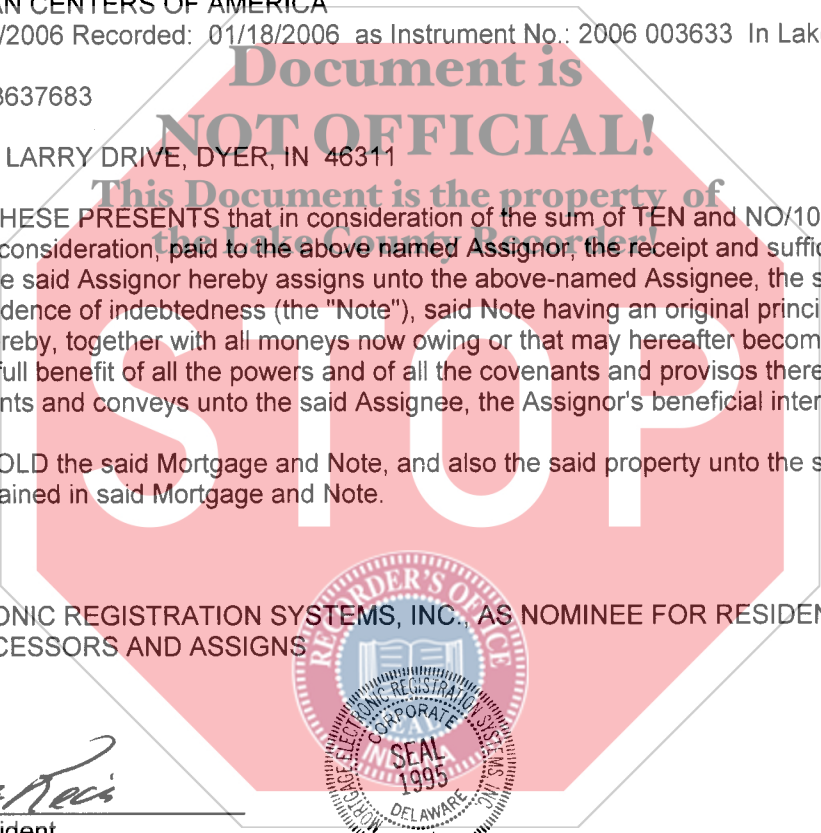 AN CENTERS OF AMERICA
/2006 Recorded: 01/18/2006 as Instrument No.: 2006 003633 In Lak
Document is
3637683
NOT OFFICIAL!
LARRY DRIVE, DYER, IN 46311
This Document is the property of
HESE PRESENTS that in consideration of the sum of TEN and NO/10
the Lake County Recorder!
consideration, paid to the above named Assignor, the receipt and suffic
e said Assignor hereby assigns unto the above-named Assignee, the s
dence of indebtedness (the "Note"), said Note having an original princi
reby, together with all moneys now owing or that may hereafter becom
full benefit of all the powers and of all the covenants and provisos there
nts and conveys unto the said Assignee, the Assignor's beneficial inter
STOP
OLD the said Mortgage and Note, and also the said property unto the s
ained in said Mortgage and Note.
RECORDER'S OFFICE
SEAL
INDIANA
ONIC REGISTRATION SYSTEMS, INC., AS NOMINEE FOR RESIDEN
CESSORS AND ASSIGNS
MORTGAGE ELECTRONIC REGISTRATION SYSTEMS INC.
CORPORATE
SEAL
1995
DELAWARE
ident